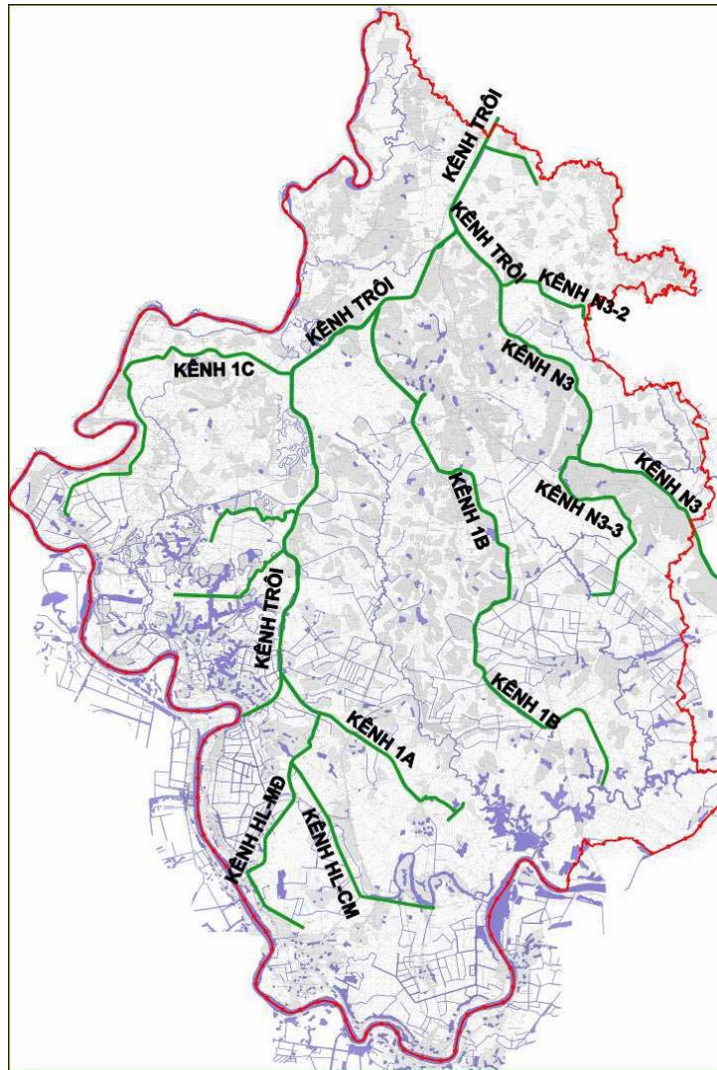 KÊNH TRÔI
KÊNH TRÔI
KÊNH N3-2
KÊNH TRÔI
KÊNH 1C
KÊNH N3
KÊNH N3
KÊNH 1B
KÊNH N3-3
KÊNH TRÔI
KÊNH 1B
KÊNH 1A
KÊNH HL-MĐ
KÊNH HL-CM